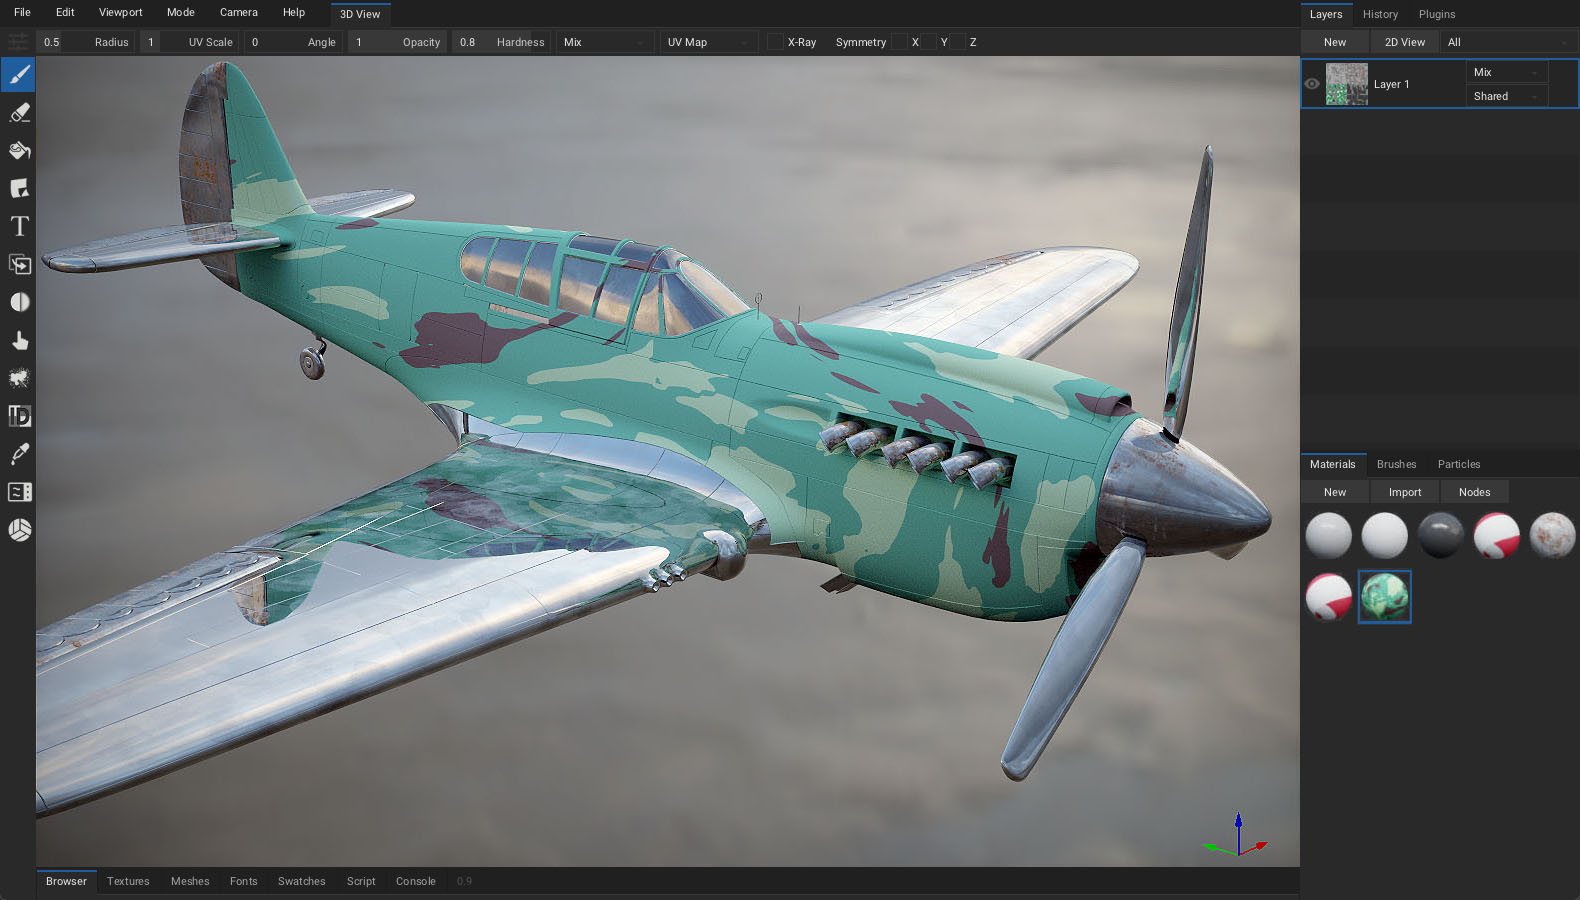 File Edit Viewport Mode Camera Help 3D View
Layers History Plugins
0.5 Radius 1 UV Scale 0 Angle 1 Opacity 0.8 Hardness Mix UV Map X-Ray Symmetry X Y Z
New 2D View All
Layer 1 Mix
Shared
T
ID
Materials Brushes Particles
New Import Nodes
Browser Textures Meshes Fonts Swatches Script Console 0.9